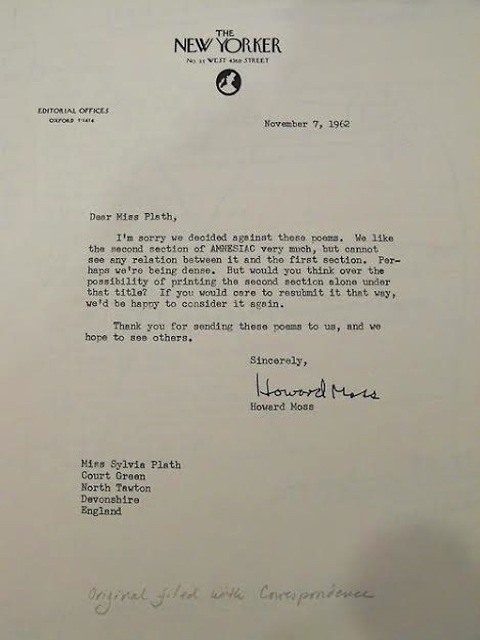 THE
NEW YORKER
No. 25 WEST 43RD STREET
EDITORIAL OFFICES
OXFORD 5-1414
November 7, 1962
Dear Miss Plath,
I'm sorry we decided against these poems. We like
the second section of AMNESIAC very much, but cannot
see any relation between it and the first section. Per-
haps we're being dense. But would you think over the
possibility of printing the second section alone under
that title? If you would care to resubmit it that way,
we'd be happy to consider it again.
Thank you for sending these poems to us, and we
hope to see others.
Sincerely,
Howard Moss
Howard Moss
Miss Sylvia Plath
Court Green
North Tawton
Devonshire
England
Original filed with Correspondence